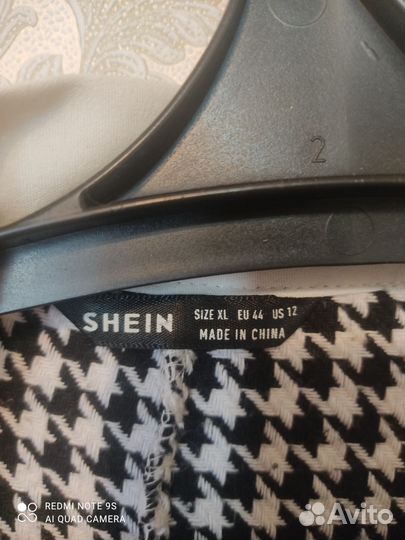 2
SHEIN
SIZE XL EU 44 US 12
MADE IN CHINA
REDMI NOTE 9S
AI QUAD CAMERA
Avito